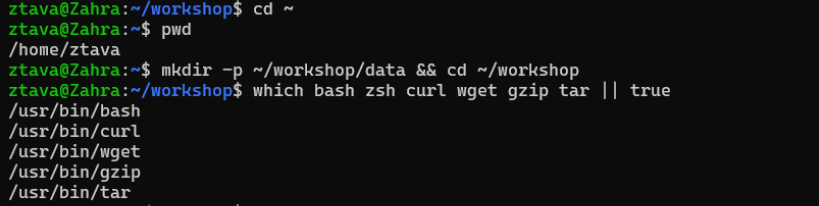 ztava@Zahra:~/workshop$ cd ~
ztava@Zahra:~$ pwd
/home/ztava
ztava@Zahra:~$ mkdir -p ~/workshop/data && cd ~/workshop
ztava@Zahra:~/workshop$ which bash zsh curl wget gzip tar || true
/usr/bin/bash
/usr/bin/curl
/usr/bin/wget
/usr/bin/gzip
/usr/bin/tar